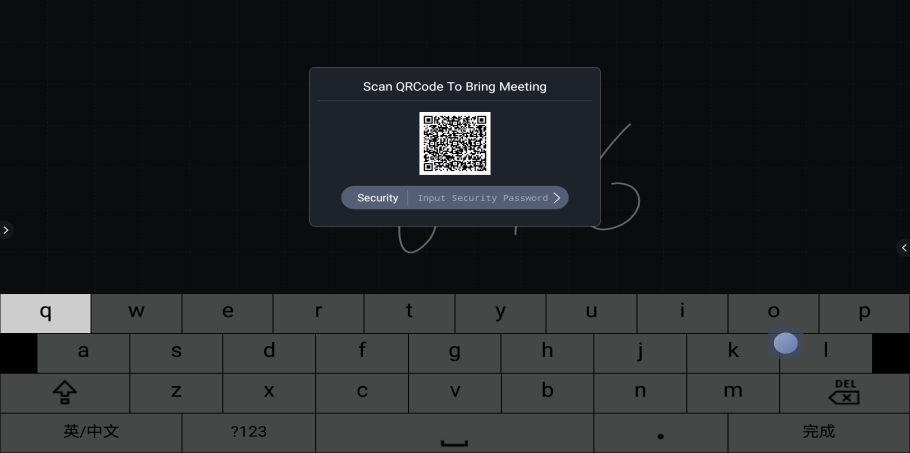 Scan QRCode To Bring Meeting
Security Input Security Password
q w e r t y u i o p
a s d f g h j k l
z x c v b n m DEL
英/中文 ?123 . 完成